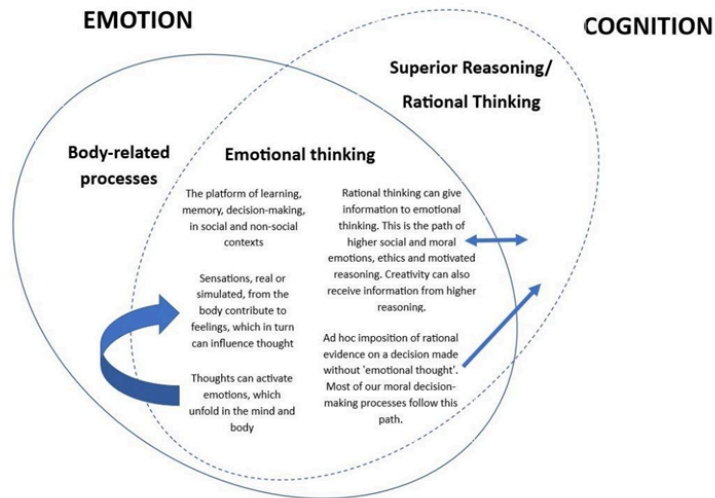 EMOTION
COGNITION
Superior Reasoning/
Rational Thinking
Body-related
processes
Emotional thinking
The platform of learning,
memory, decision-making,
in social and non-social
contexts
Sensations, real or
simulated, from the
body contribute to
feelings, which in turn
can influence thought
Thoughts can activate
emotions, which
unfold in the mind and
body
Rational thinking can give
information to emotional
thinking. This is the path of
higher social and moral
emotions, ethics and motivated
reasoning. Creativity can also
receive information from higher
reasoning.
Ad hoc imposition of rational
evidence on a decision made
without 'emotional thought'.
Most of our moral decision-
making processes follow this
path.